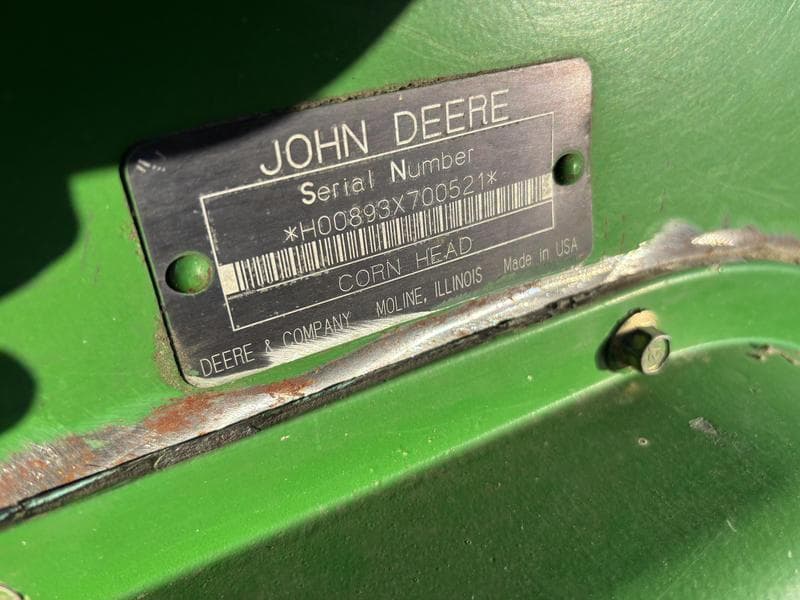 JOHN DEERE
Serial Number
*H00893X700521*
CORN HEAD
DEERE & COMPANY MOLINE, ILLINOIS Made in USA